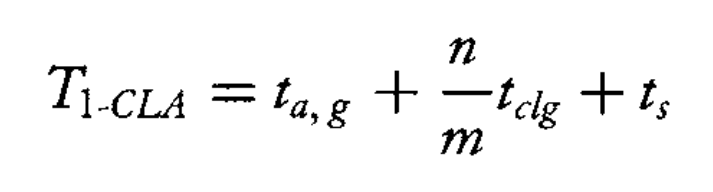 T_{1-CLA} = t_{a, g} + \frac{n}{m} t_{clg} + t_s